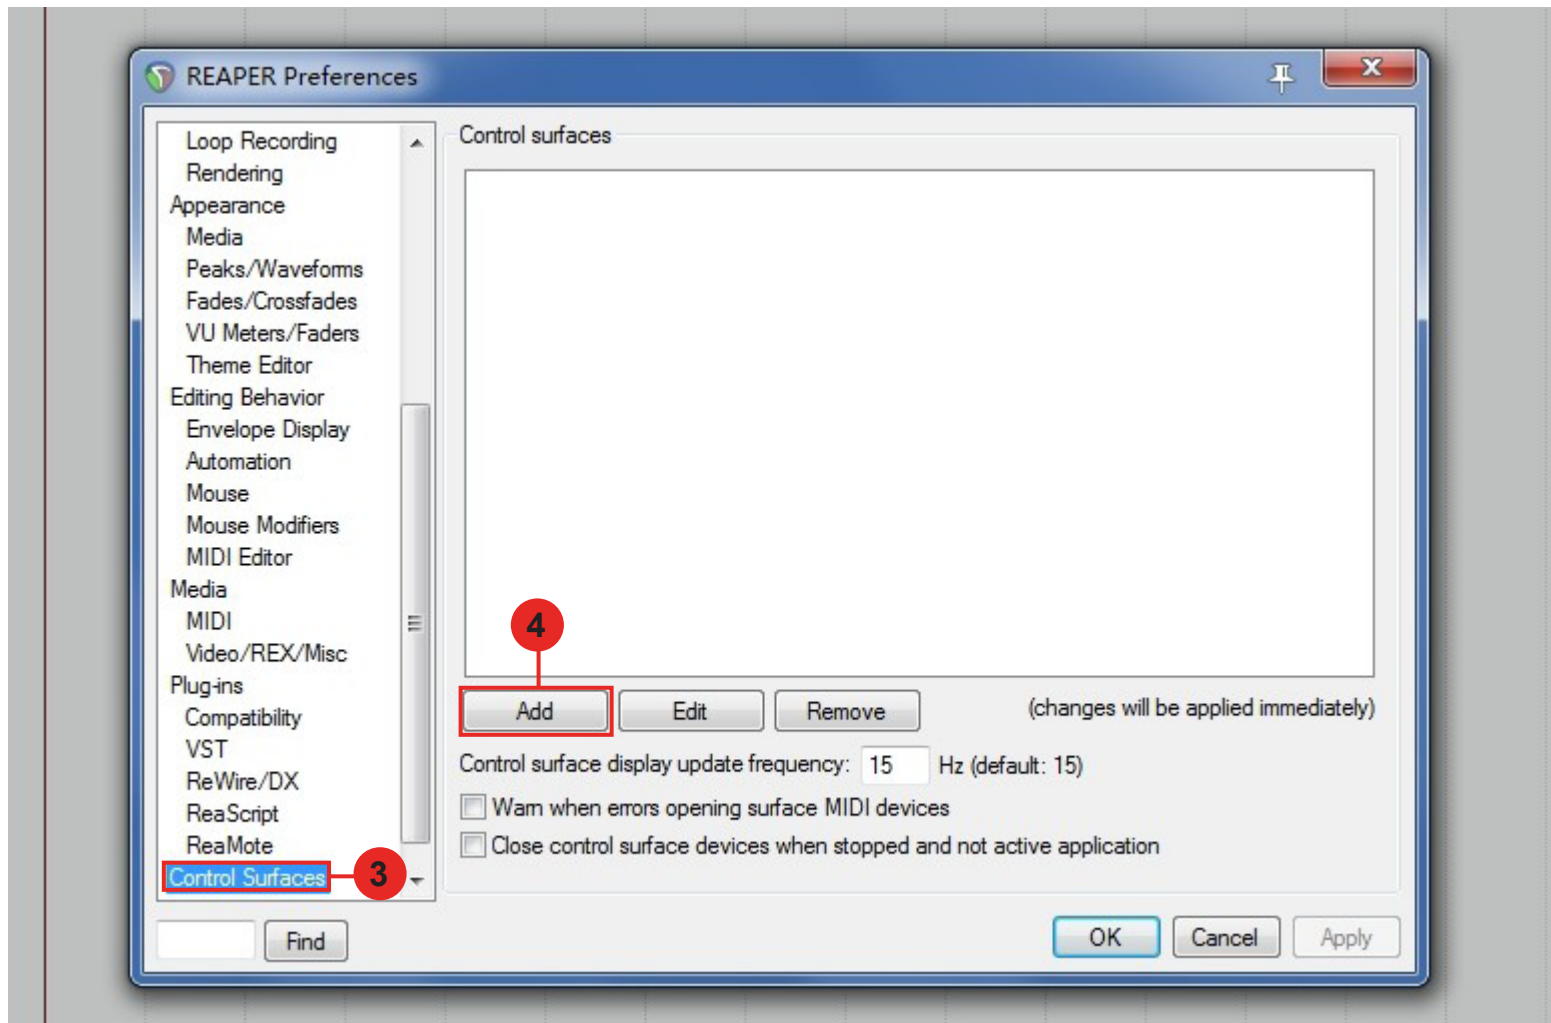 REAPER Preferences
x
Loop Recording
Rendering
Appearance
Media
Peaks/Waveforms
Fades/Crossfades
VU Meters/Faders
Theme Editor
Editing Behavior
Envelope Display
Automation
Mouse
Mouse Modifiers
MIDI Editor
Media
MIDI
Video/REX/Misc
Plug-ins
Compatibility
VST
ReWire/DX
ReaScript
ReaMote
Control Surfaces
3
Find
Control surfaces
4
Add Edit Remove (changes will be applied immediately)
Control surface display update frequency: 15 Hz (default: 15)
Warn when errors opening surface MIDI devices
Close control surface devices when stopped and not active application
OK Cancel Apply